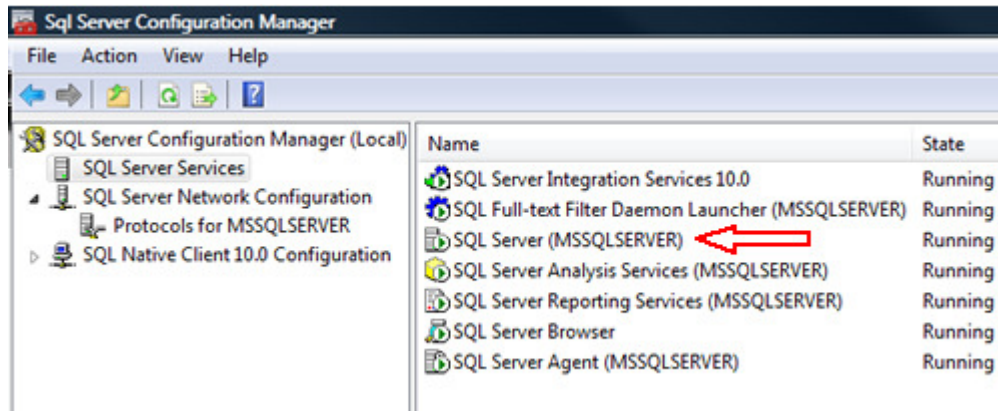 Sql Server Configuration Manager
File Action View Help
SQL Server Configuration Manager (Local)
SQL Server Services
SQL Server Network Configuration
Protocols for MSSQLSERVER
SQL Native Client 10.0 Configuration
Name State
SQL Server Integration Services 10.0 Running
SQL Full-text Filter Daemon Launcher (MSSQLSERVER) Running
SQL Server (MSSQLSERVER) Running
SQL Server Analysis Services (MSSQLSERVER) Running
SQL Server Reporting Services (MSSQLSERVER) Running
SQL Server Browser Running
SQL Server Agent (MSSQLSERVER) Running